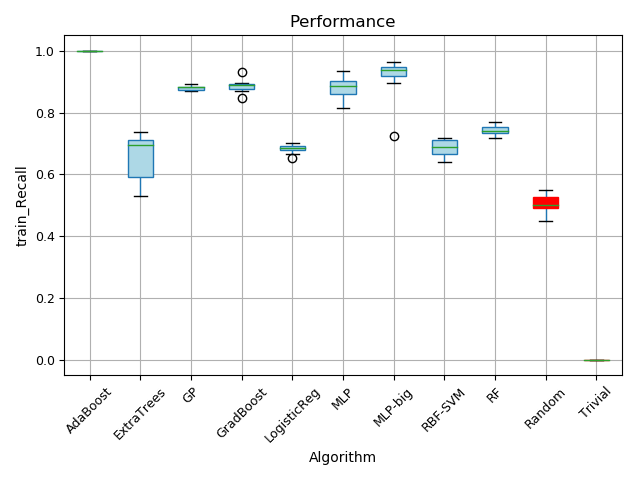 Performance
train_Recall
1.0
0.8
0.6
0.4
0.2
0.0
AdaBoost
ExtraTrees
GP
GradBoost
LogisticReg
MLP
MLP-big
RBF-SVM
RF
Random
Trivial
Algorithm